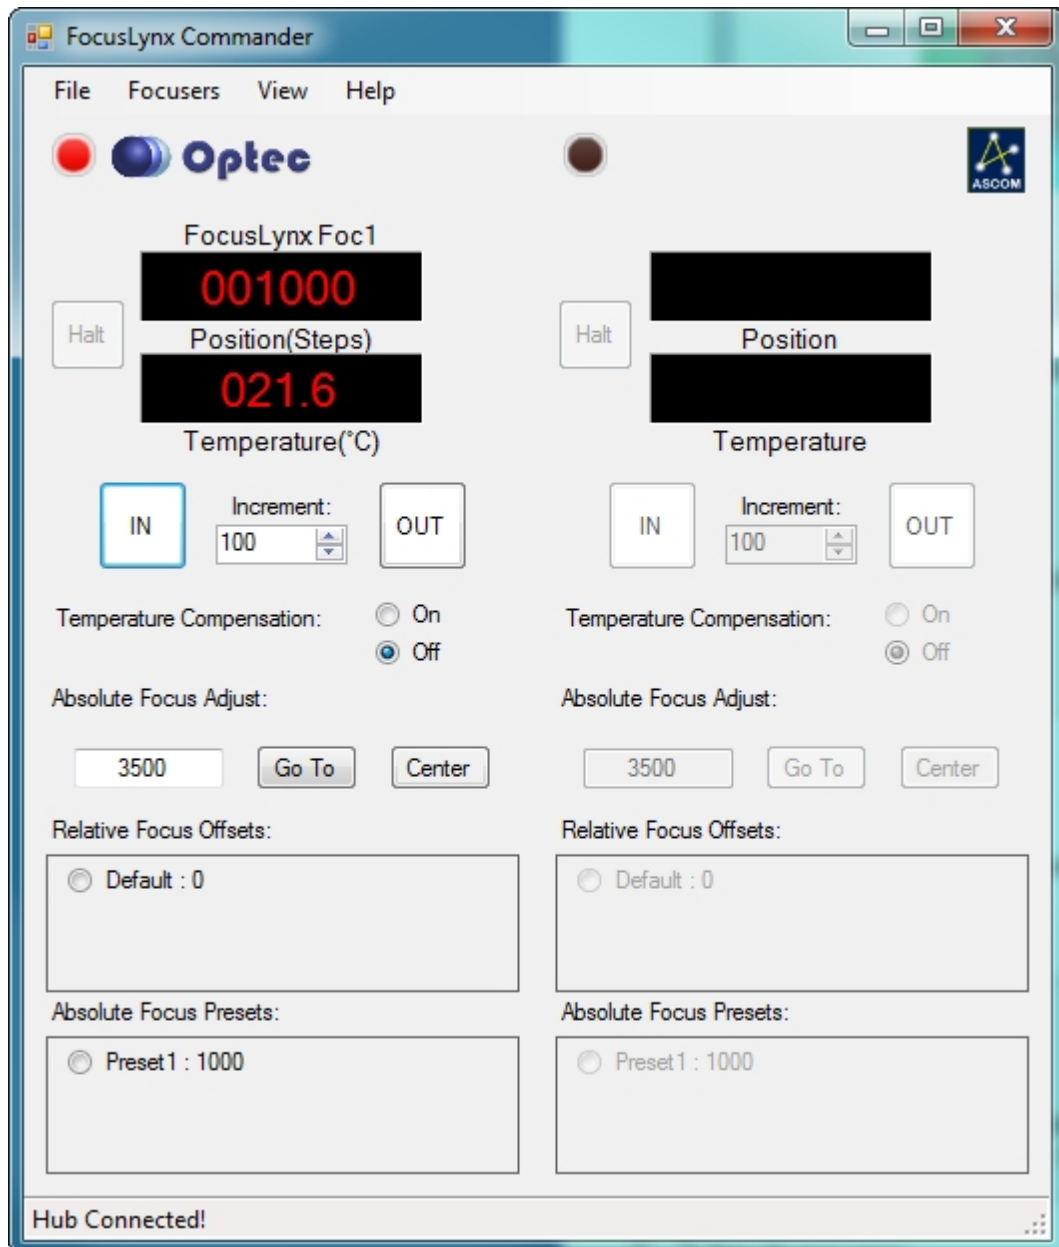 FocusLynx Commander
File Focusers View Help
Optec
ASCOM
FocusLynx Foc1
001000
Halt
Position(Steps)
021.6
Temperature(°C)
Halt
Position
Temperature
IN
Increment:
100
OUT
IN
Increment:
100
OUT
Temperature Compensation:
On
Off
Temperature Compensation:
On
Off
Absolute Focus Adjust:
3500 Go To Center
Absolute Focus Adjust:
3500 Go To Center
Relative Focus Offsets:
Default : 0
Relative Focus Offsets:
Default : 0
Absolute Focus Presets:
Preset1 : 1000
Absolute Focus Presets:
Preset1 : 1000
Hub Connected!